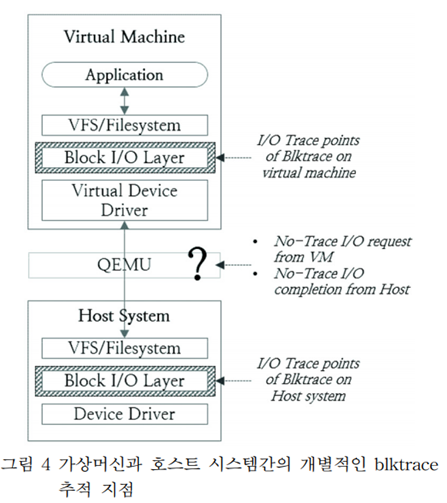 Virtual Machine
Application
VFS/Filesystem
Block I/O Layer
I/O Trace points
of Blktrace on
virtual machine
Virtual Device
Driver
QEMU
?
• No-Trace I/O request
from VM
• No-Trace I/O
completion from Host
Host System
VFS/Filesystem
Block I/O Layer
I/O Trace points
of Blktrace on
Host system
Device Driver
그림 4 가상머신과 호스트 시스템간의 개별적인 blktrace
추적 지점